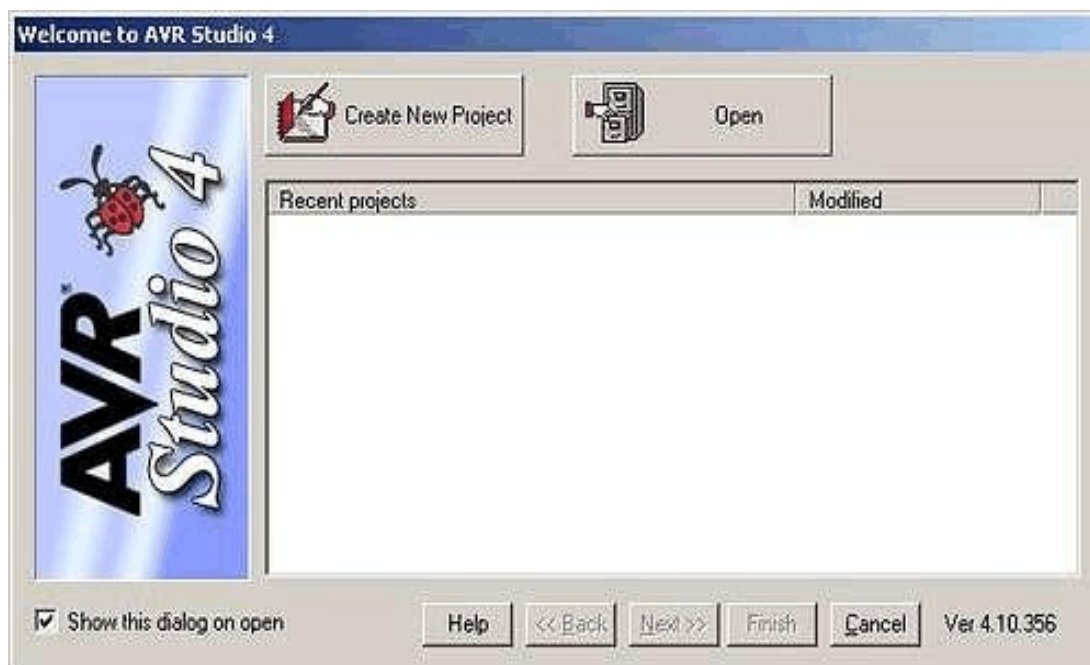 Welcome to AVR Studio 4
Create New Project
Open
AVR®
Studio 4
Recent projects
Modified
Show this dialog on open
Help
<< Back
Next >>
Finish
Cancel
Ver 4.10.356